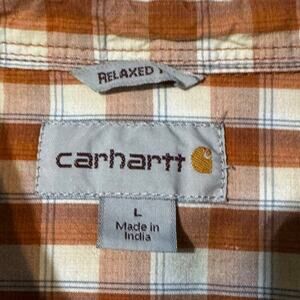 RELAXED
carhartt
L
Made in
India